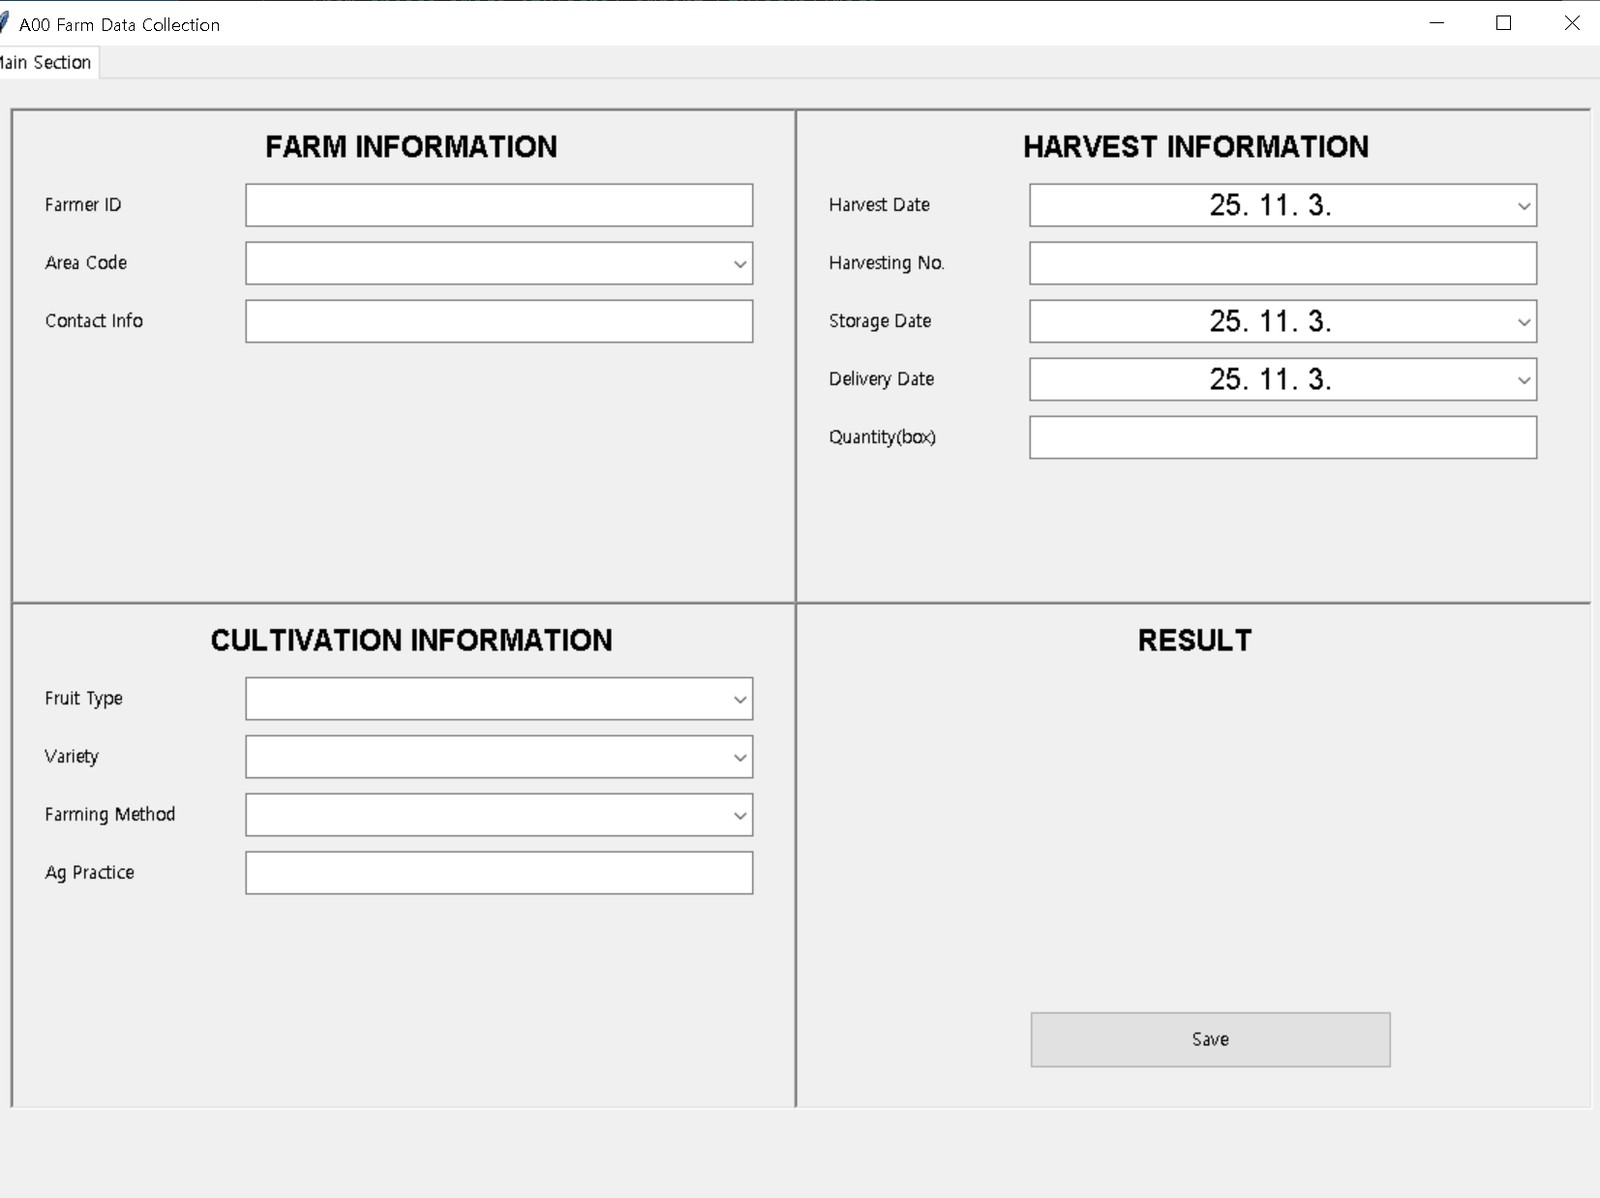 A00 Farm Data Collection
Main Section
FARM INFORMATION
Farmer ID
Area Code
Contact Info
HARVEST INFORMATION
Harvest Date 25. 11. 3.
Harvesting No.
Storage Date 25. 11. 3.
Delivery Date 25. 11. 3.
Quantity(box)
CULTIVATION INFORMATION
Fruit Type
Variety
Farming Method
Ag Practice
RESULT
Save